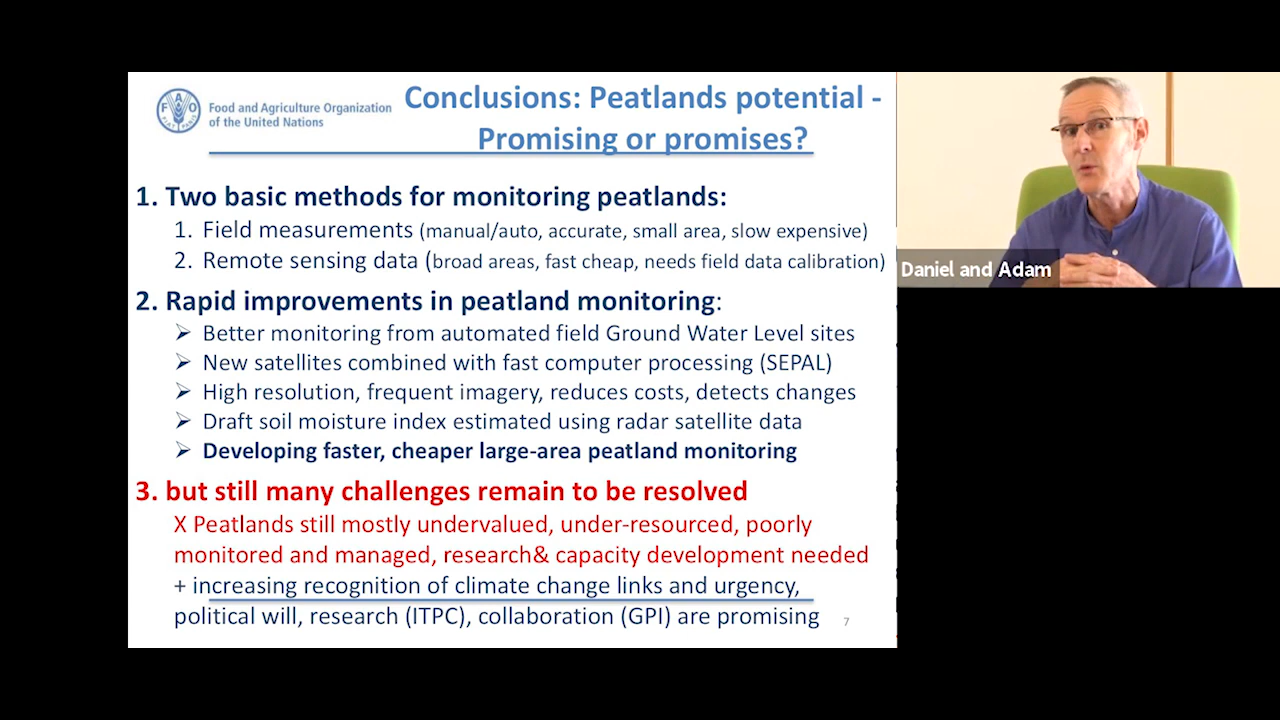 Food and Agriculture Organization
of the United Nations
Conclusions: Peatlands potential -
Promising or promises?
1. Two basic methods for monitoring peatlands:
1. Field measurements (manual/auto, accurate, small area, slow expensive)
2. Remote sensing data (broad areas, fast cheap, needs field data calibration)
2. Rapid improvements in peatland monitoring:
➢ Better monitoring from automated field Ground Water Level sites
➢ New satellites combined with fast computer processing (SEPAL)
➢ High resolution, frequent imagery, reduces costs, detects changes
➢ Draft soil moisture index estimated using radar satellite data
➢ Developing faster, cheaper large-area peatland monitoring
3. but still many challenges remain to be resolved
X Peatlands still mostly undervalued, under-resourced, poorly
monitored and managed, research& capacity development needed
+ increasing recognition of climate change links and urgency,
political will, research (ITPC), collaboration (GPI) are promising
7
Daniel and Adam